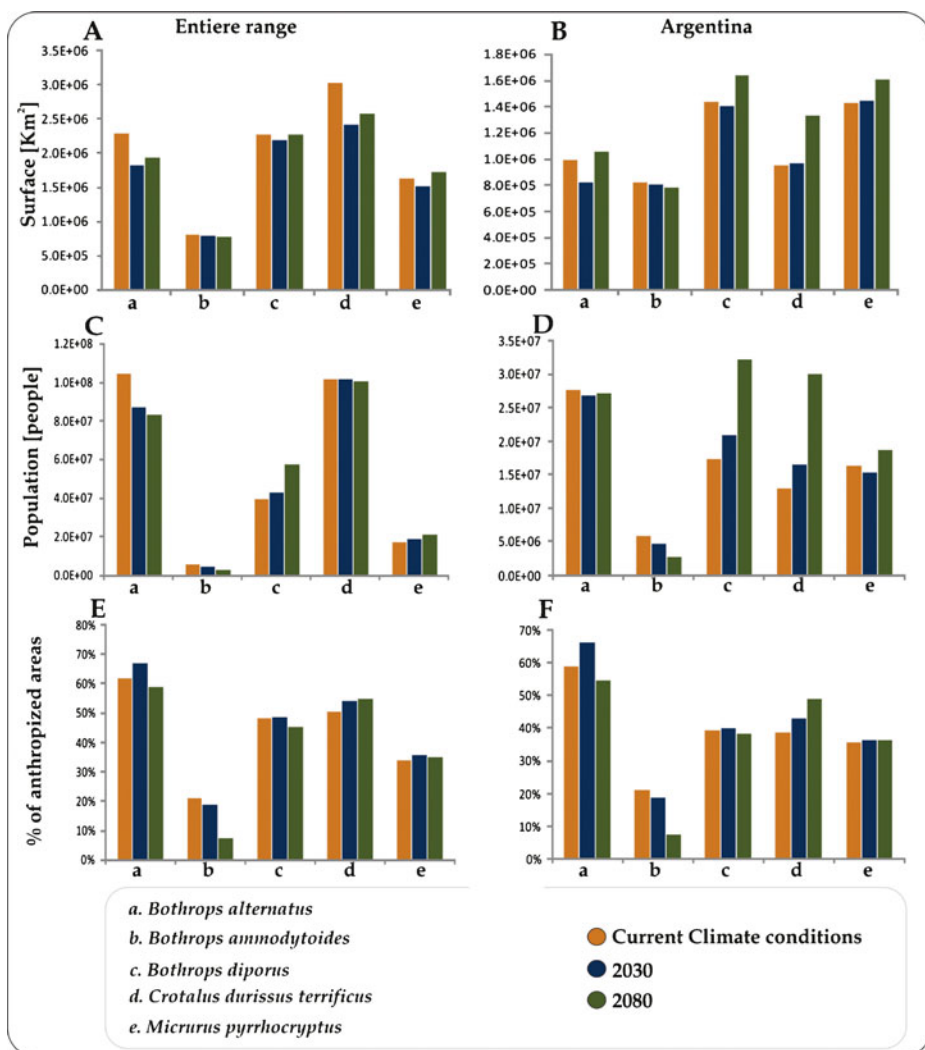 A
Entiere range
Surface [Km²]
3.5E+06
3.0E+06
2.5E+06
2.0E+06
1.5E+06
1.0E+06
5.0E+05
0.0E+00
a b c d e
B
Argentina
1.8E+06
1.6E+06
1.4E+06
1.2E+06
1.0E+06
8.0E+05
6.0E+05
4.0E+05
2.0E+05
0.0E+00
a b c d e
C
Population [people]
1.2E+08
1.0E+08
8.0E+07
6.0E+07
4.0E+07
2.0E+07
0.0E+00
a b c d e
D
3.5E+07
3.0E+07
2.5E+07
2.0E+07
1.5E+07
1.0E+07
5.0E+06
0.0E+00
a b c d e
E
% of anthropized areas
80%
70%
60%
50%
40%
30%
20%
10%
0%
a b c d e
F
70%
60%
50%
40%
30%
20%
10%
0%
a b c d e
a. Bothrops alternatus
b. Bothrops ammodytoides
c. Bothrops diporus
d. Crotalus durissus terrificus
e. Micrurus pyrrhocryptus
Current Climate conditions
2030
2080